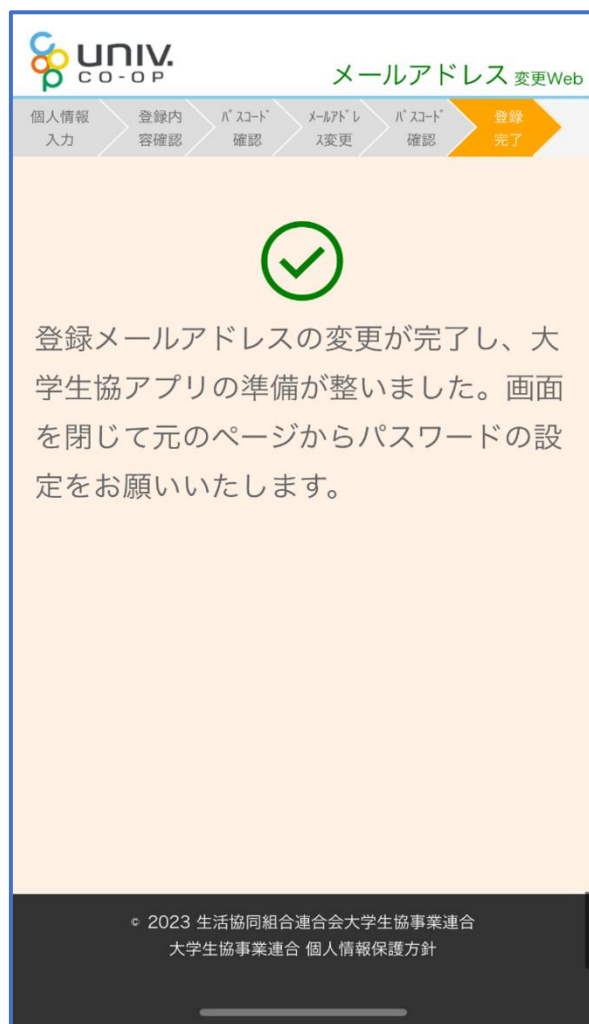 UNIV.
CO-OP
メールアドレス 変更Web
個人情報
入力
登録内
容確認
ﾊﾟｽｺｰﾄﾞ
確認
ﾒｰﾙｱﾄﾞﾚ
ｽ変更
ﾊﾟｽｺｰﾄﾞ
確認
登録
完了
登録メールアドレスの変更が完了し、大
学生協アプリの準備が整いました。画面
を閉じて元のページからパスワードの設
定をお願いいたします。
© 2023 生活協同組合連合会大学生協事業連合
大学生協事業連合 個人情報保護方針